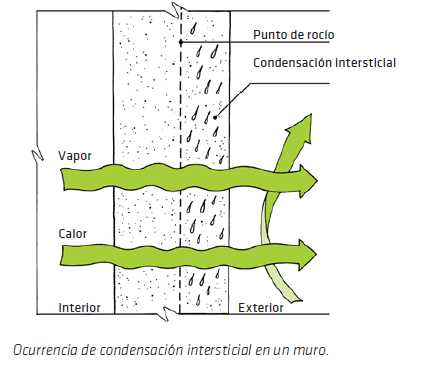 Punto de rocío
Condensación intersticial
Vapor
Calor
Interior
Exterior
Ocurrencia de condensación intersticial en un muro.